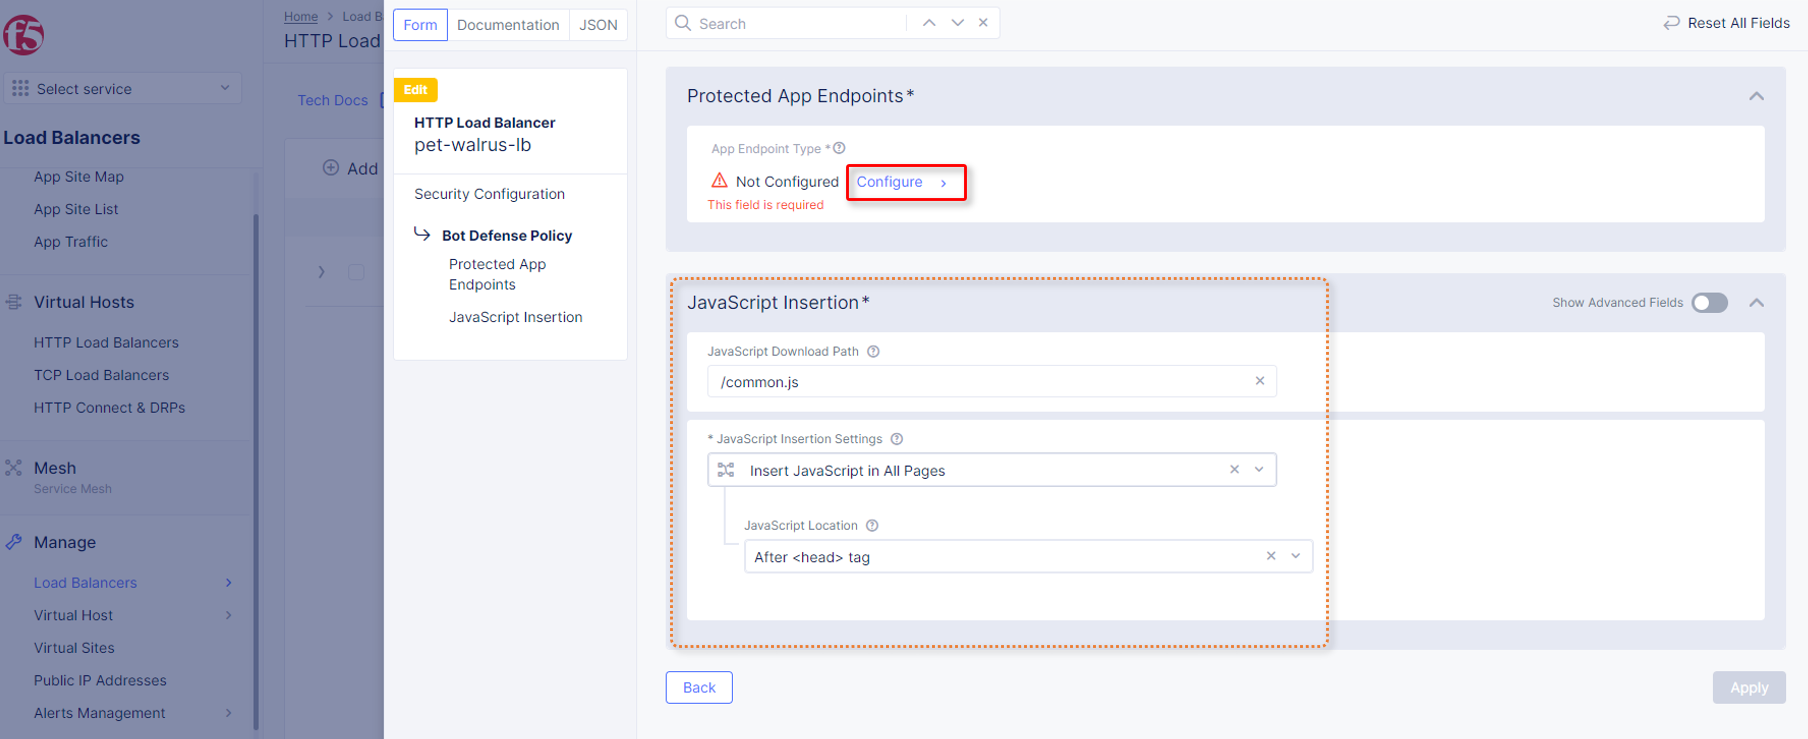 f5
Select service
Load Balancers
App Site Map
App Site List
App Traffic
Virtual Hosts
HTTP Load Balancers
TCP Load Balancers
HTTP Connect & DRPs
Mesh
Service Mesh
Manage
Load Balancers
Virtual Host
Virtual Sites
Public IP Addresses
Alerts Management
Home > Load B
HTTP Load
Tech Docs
Add
Form Documentation JSON
Edit
HTTP Load Balancer
pet-walrus-lb
Security Configuration
Bot Defense Policy
Protected App
Endpoints
JavaScript Insertion
Search
Reset All Fields
Protected App Endpoints*
App Endpoint Type *
Not Configured Configure >
This field is required
JavaScript Insertion*
Show Advanced Fields
JavaScript Download Path
/common.js
* JavaScript Insertion Settings
Insert JavaScript in All Pages
JavaScript Location
After <head> tag
Back
Apply